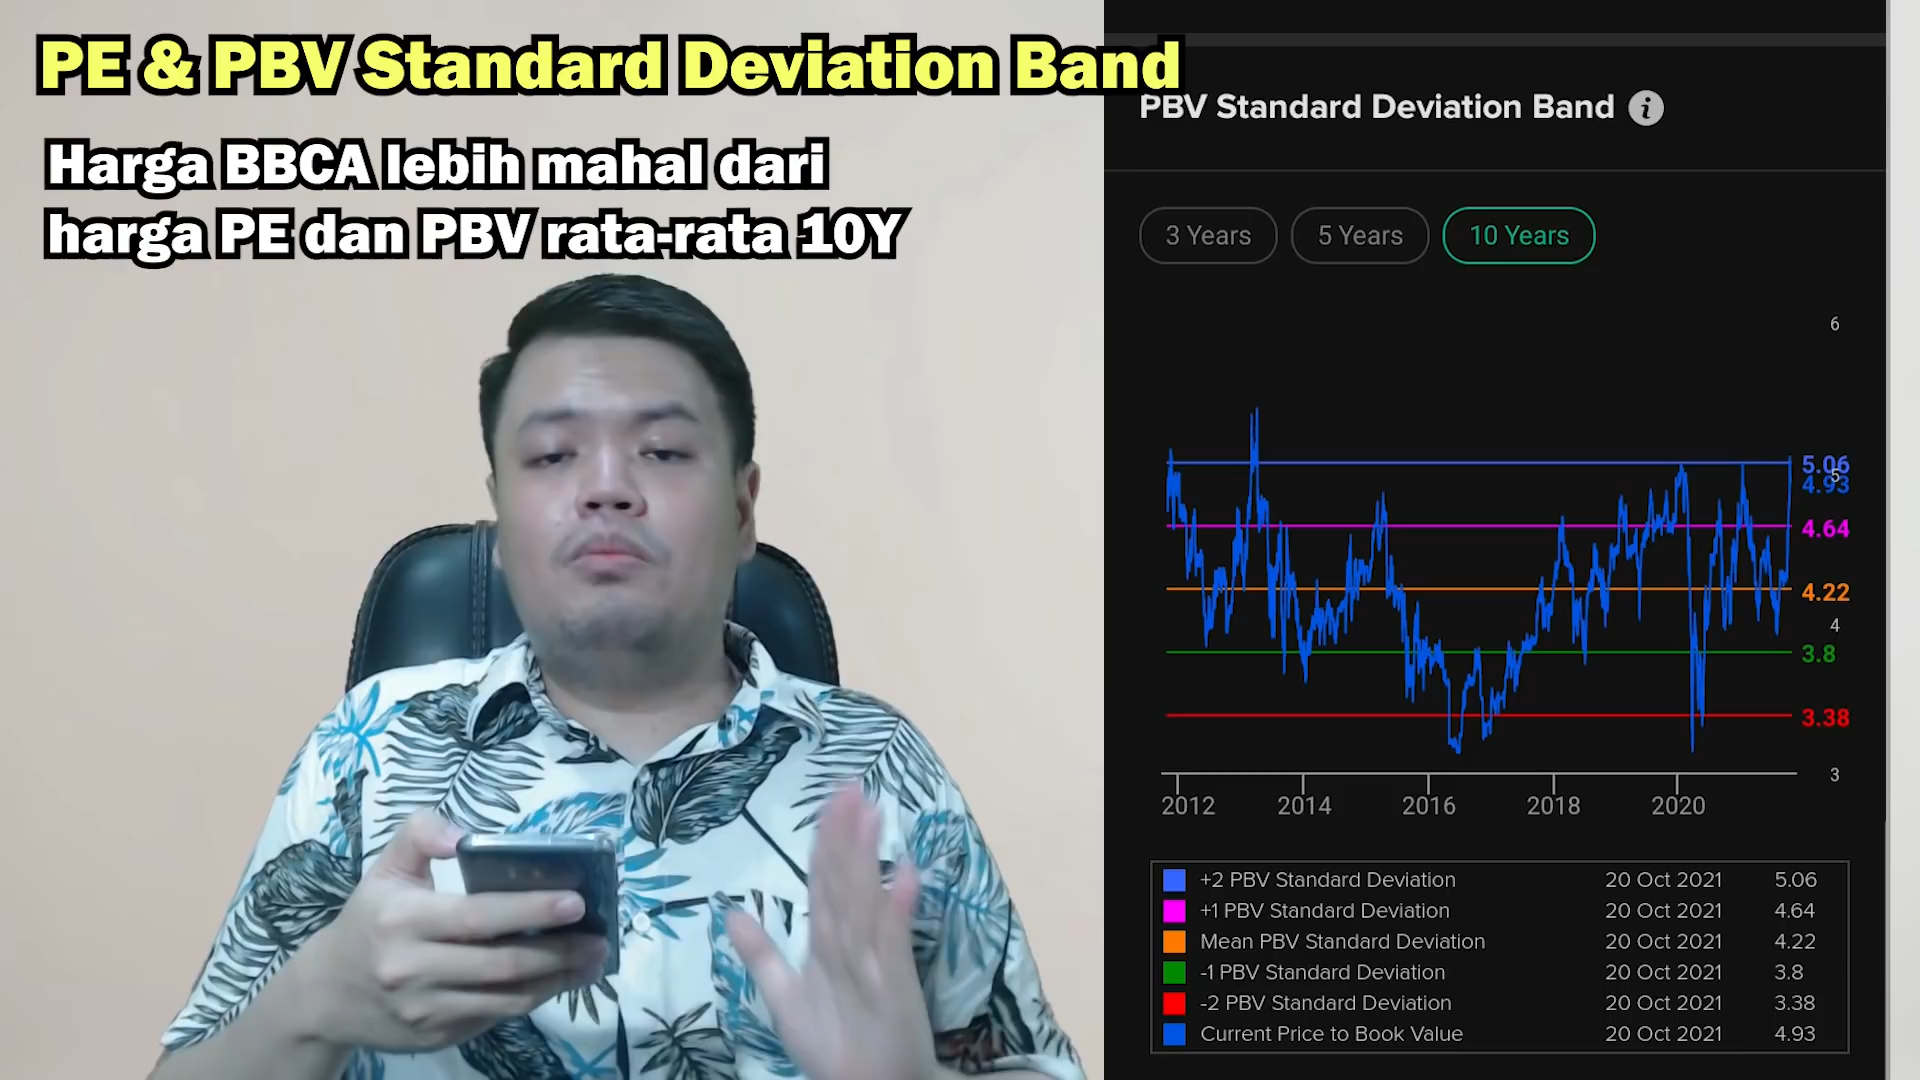 PE & PBV Standard Deviation Band
Harga BBCA lebih mahal dari
harga PE dan PBV rata-rata 10Y
PBV Standard Deviation Band i
3 Years 5 Years 10 Years
6
5.06
5
4.93
4.64
4.22
4
3.8
3.38
3
2012 2014 2016 2018 2020
+2 PBV Standard Deviation 20 Oct 2021 5.06
+1 PBV Standard Deviation 20 Oct 2021 4.64
Mean PBV Standard Deviation 20 Oct 2021 4.22
-1 PBV Standard Deviation 20 Oct 2021 3.8
-2 PBV Standard Deviation 20 Oct 2021 3.38
Current Price to Book Value 20 Oct 2021 4.93